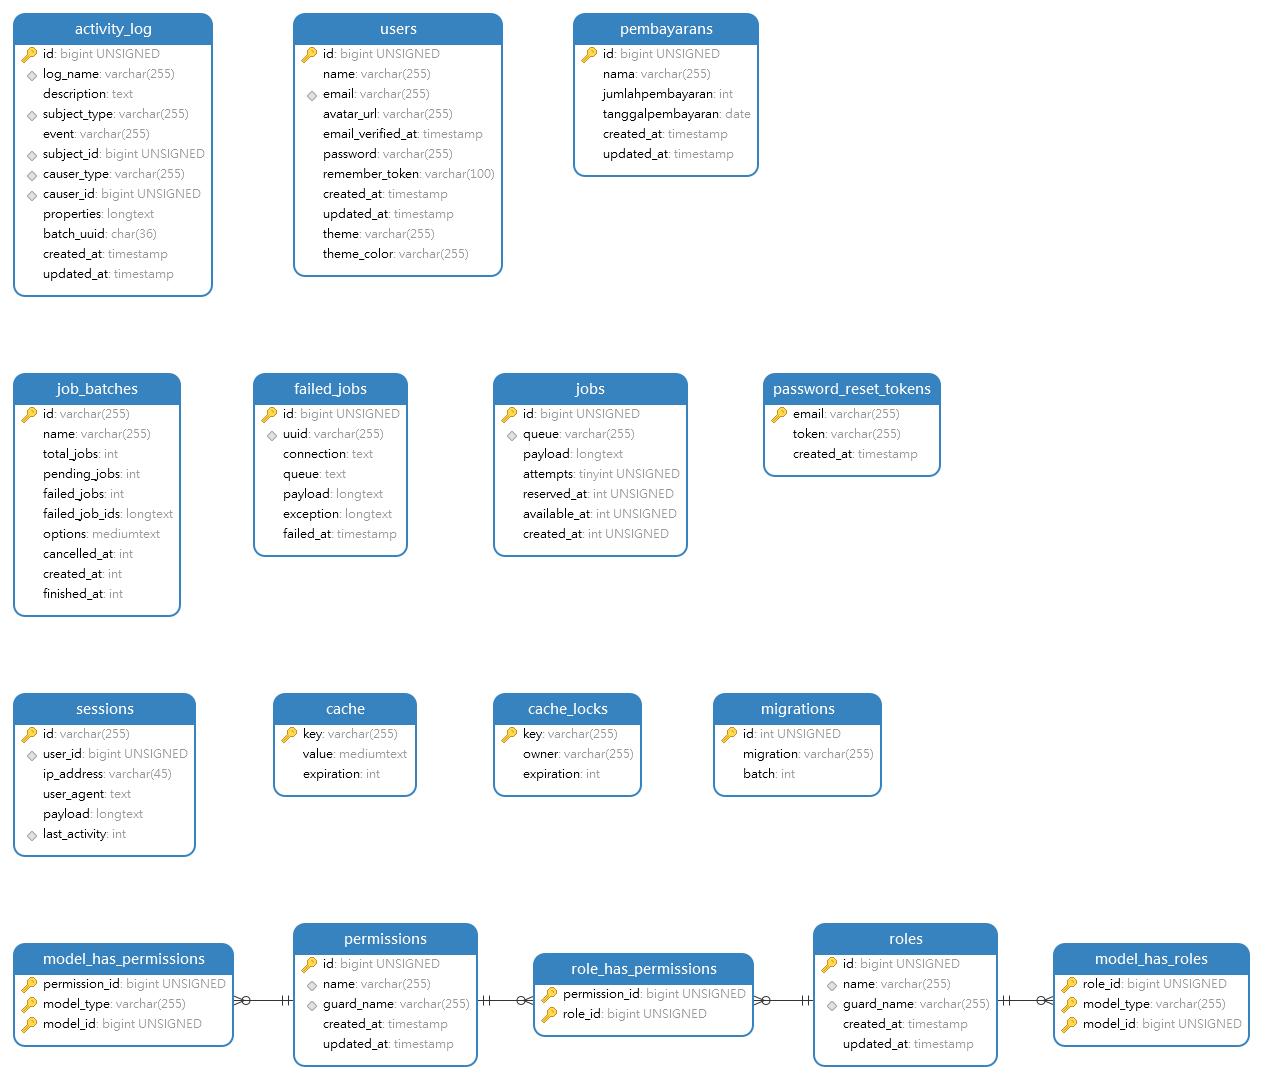 activity_log
id: bigint UNSIGNED
log_name: varchar(255)
description: text
subject_type: varchar(255)
event: varchar(255)
subject_id: bigint UNSIGNED
causer_type: varchar(255)
causer_id: bigint UNSIGNED
properties: longtext
batch_uuid: char(36)
created_at: timestamp
updated_at: timestamp
users
id: bigint UNSIGNED
name: varchar(255)
email: varchar(255)
avatar_url: varchar(255)
email_verified_at: timestamp
password: varchar(255)
remember_token: varchar(100)
created_at: timestamp
updated_at: timestamp
theme: varchar(255)
theme_color: varchar(255)
pembayarans
id: bigint UNSIGNED
nama: varchar(255)
jumlahpembayaran: int
tanggalpembayaran: date
created_at: timestamp
updated_at: timestamp
job_batches
id: varchar(255)
name: varchar(255)
total_jobs: int
pending_jobs: int
failed_jobs: int
failed_job_ids: longtext
options: mediumtext
cancelled_at: int
created_at: int
finished_at: int
failed_jobs
id: bigint UNSIGNED
uuid: varchar(255)
connection: text
queue: text
payload: longtext
exception: longtext
failed_at: timestamp
jobs
id: bigint UNSIGNED
queue: varchar(255)
payload: longtext
attempts: tinyint UNSIGNED
reserved_at: int UNSIGNED
available_at: int UNSIGNED
created_at: int UNSIGNED
password_reset_tokens
email: varchar(255)
token: varchar(255)
created_at: timestamp
sessions
id: varchar(255)
user_id: bigint UNSIGNED
ip_address: varchar(45)
user_agent: text
payload: longtext
last_activity: int
cache
key: varchar(255)
value: mediumtext
expiration: int
cache_locks
key: varchar(255)
owner: varchar(255)
expiration: int
migrations
id: int UNSIGNED
migration: varchar(255)
batch: int
model_has_permissions
permission_id: bigint UNSIGNED
model_type: varchar(255)
model_id: bigint UNSIGNED
permissions
id: bigint UNSIGNED
name: varchar(255)
guard_name: varchar(255)
created_at: timestamp
updated_at: timestamp
role_has_permissions
permission_id: bigint UNSIGNED
role_id: bigint UNSIGNED
roles
id: bigint UNSIGNED
name: varchar(255)
guard_name: varchar(255)
created_at: timestamp
updated_at: timestamp
model_has_roles
role_id: bigint UNSIGNED
model_type: varchar(255)
model_id: bigint UNSIGNED